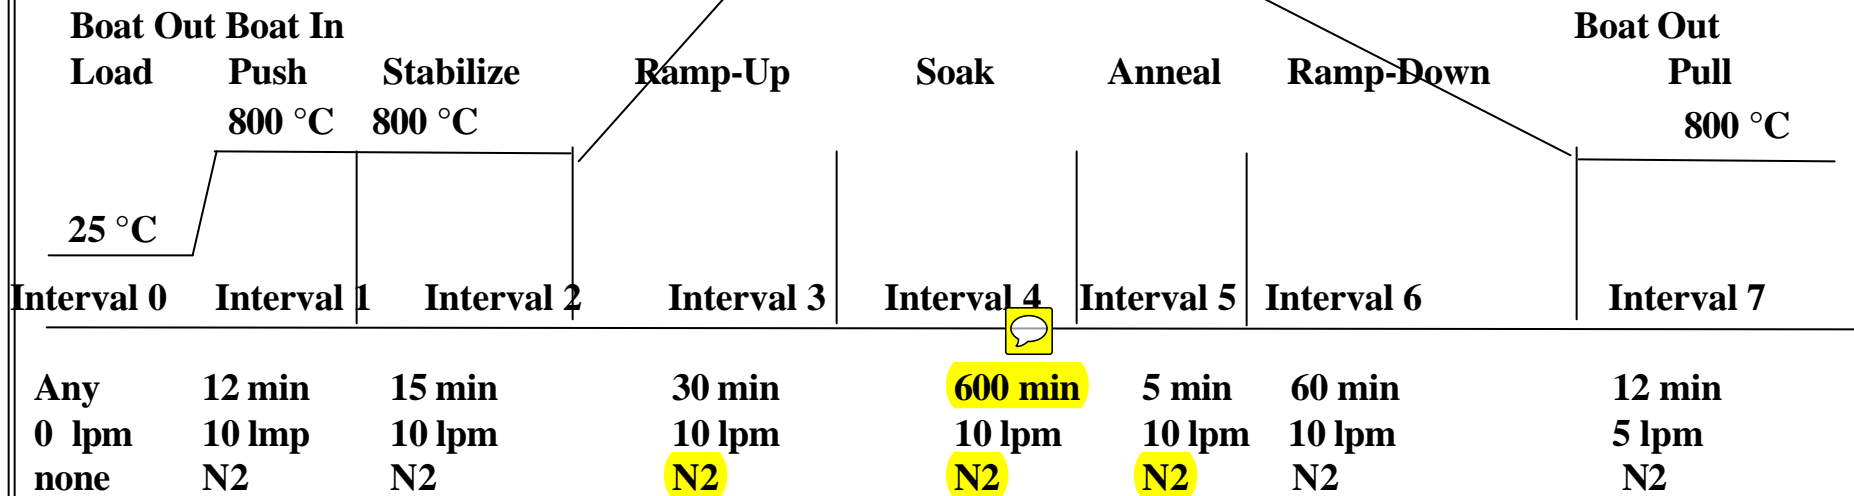 Boat Out Boat In Boat Out
Load Push Stabilize Ramp-Up Soak Anneal Ramp-Down Pull
800 °C 800 °C 800 °C
25 °C
Interval 0 Interval 1 Interval 2 Interval 3 Interval 4 Interval 5 Interval 6 Interval 7
Any 12 min 15 min 30 min 600 min 5 min 60 min 12 min
0 lpm 10 lmp 10 lpm 10 lpm 10 lpm 10 lpm 10 lpm 5 lpm
none N2 N2 N2 N2 N2 N2 N2